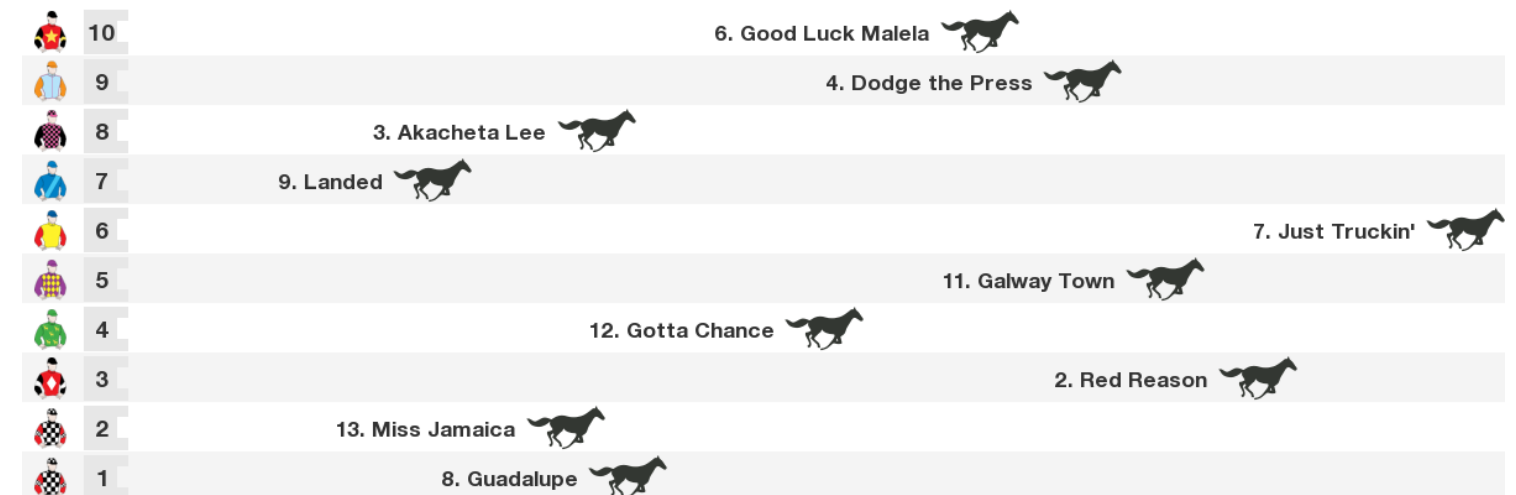 10 6. Good Luck Malela
9 4. Dodge the Press
8 3. Akacheta Lee
7 9. Landed
6 7. Just Truckin'
5 11. Galway Town
4 12. Gotta Chance
3 2. Red Reason
2 13. Miss Jamaica
1 8. Guadalupe